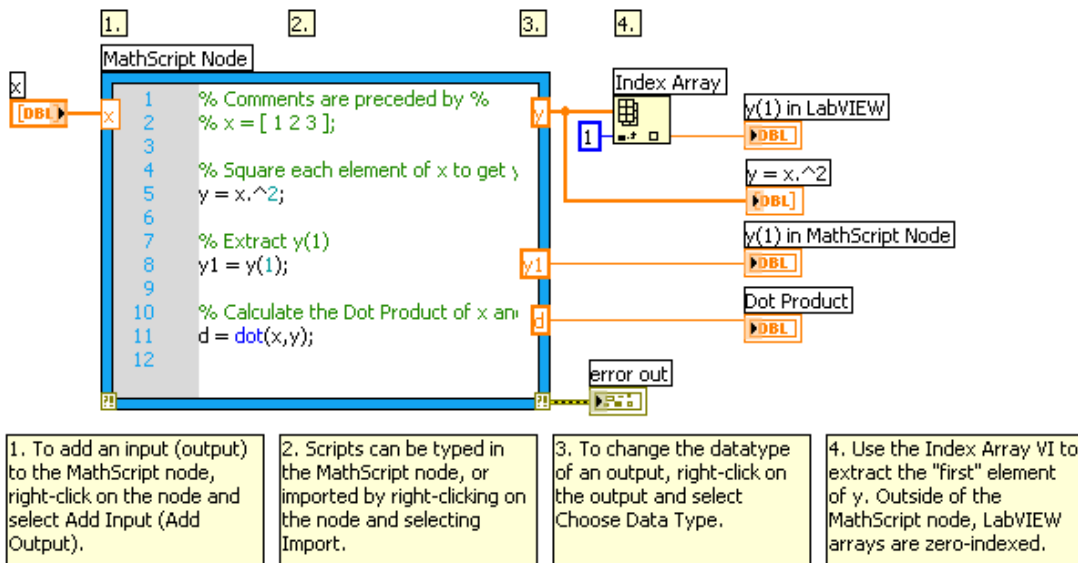 1.
2.
3.
4.
MathScript Node
x
DBL
x
1 % Comments are preceded by %
2 % x = [ 1 2 3 ];
3
4 % Square each element of x to get y
5 y = x.^2;
6
7 % Extract y(1)
8 y1 = y(1);
9
10 % Calculate the Dot Product of x and
11 d = dot(x,y);
12
y
y1
d
Index Array
1
y(1) in LabVIEW
DBL
y = x.^2
DBL
y(1) in MathScript Node
DBL
Dot Product
DBL
error out
?!
?!
1. To add an input (output)
to the MathScript node,
right-click on the node and
select Add Input (Add
Output).
2. Scripts can be typed in
the MathScript node, or
imported by right-clicking on
the node and selecting
Import.
3. To change the datatype
of an output, right-click on
the output and select
Choose Data Type.
4. Use the Index Array VI to
extract the "first" element
of y. Outside of the
MathScript node, LabVIEW
arrays are zero-indexed.